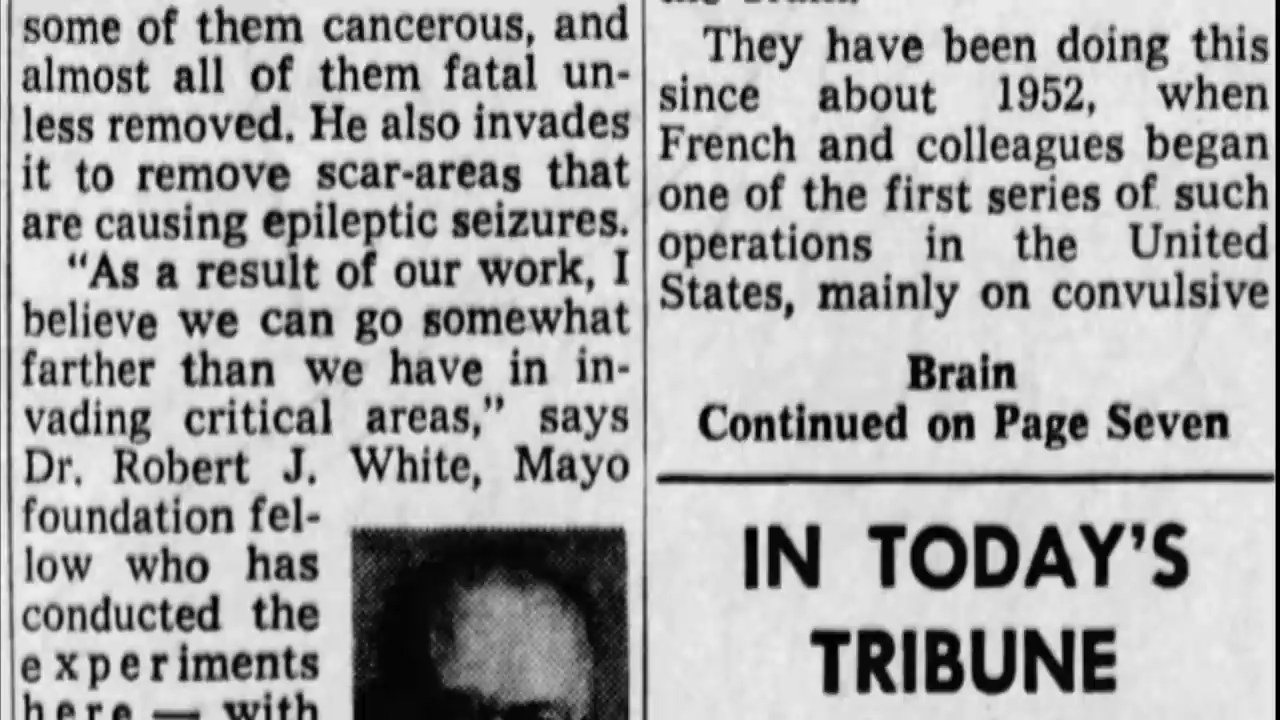 some of them cancerous, and
almost all of them fatal un-
less removed. He also invades
it to remove scar-areas that
are causing epileptic seizures.
"As a result of our work, I
believe we can go somewhat
farther than we have in in-
vading critical areas," says
Dr. Robert J. White, Mayo
foundation fel-
low who has
conducted the
experiments
here — with
They have been doing this
since about 1952, when
French and colleagues began
one of the first series of such
operations in the United
States, mainly on convulsive
Brain
Continued on Page Seven
IN TODAY'S
TRIBUNE